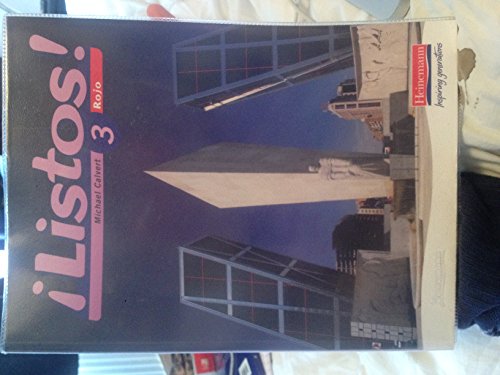 ¡Listos!
3 Rojo
Michael Calvert
Heinemann
Inspiring generations